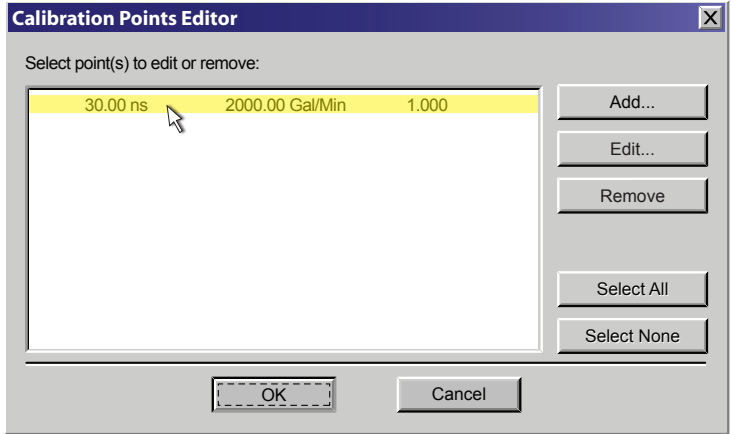 Calibration Points Editor
X
Select point(s) to edit or remove:
30.00 ns 2000.00 Gal/Min 1.000
Add...
Edit...
Remove
Select All
Select None
OK
Cancel